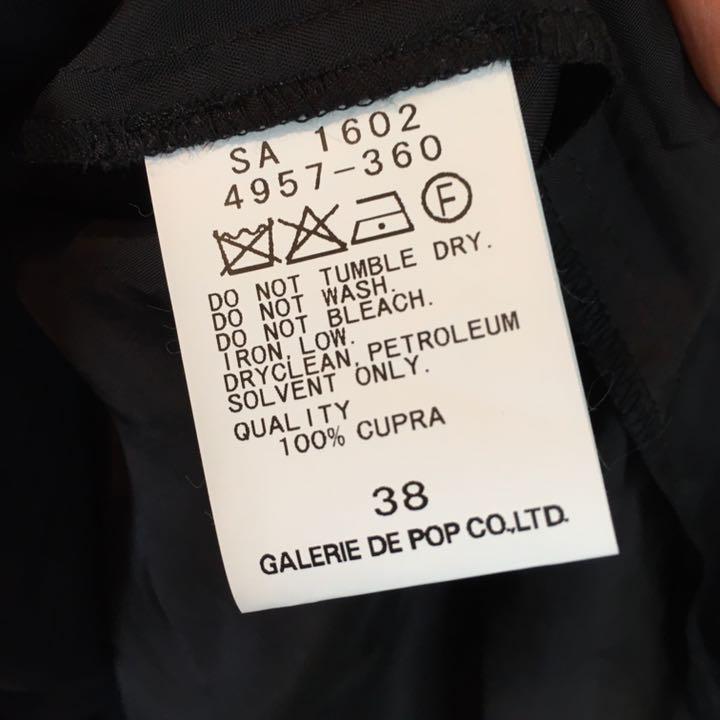 SA 1602
4957-360
F
DO NOT TUMBLE DRY.
DO NOT WASH.
DO NOT BLEACH.
IRON, LOW.
DRYCLEAN, PETROLEUM
SOLVENT ONLY.
QUALITY
100% CUPRA
38
GALERIE DE POP CO.,LTD.